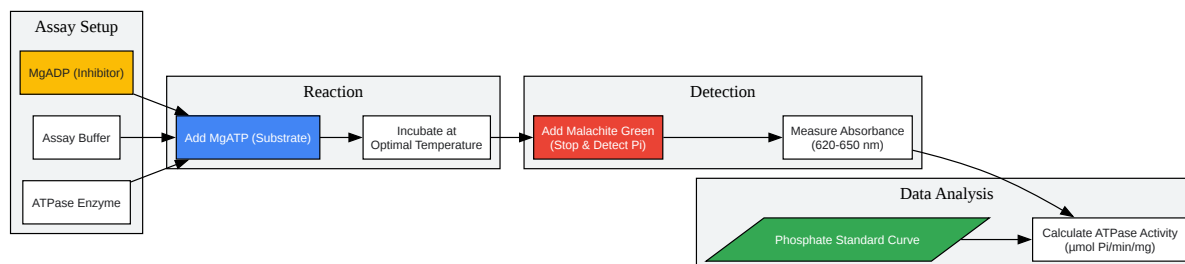 Assay Setup
MgADP (Inhibitor)
Assay Buffer
ATPase Enzyme
Reaction
Add MgATP (Substrate)
Incubate at
Optimal Temperature
Detection
Add Malachite Green
(Stop & Detect Pi)
Measure Absorbance
(620-650 nm)
Data Analysis
Phosphate Standard Curve
Calculate ATPase Activity
(µmol Pi/min/mg)